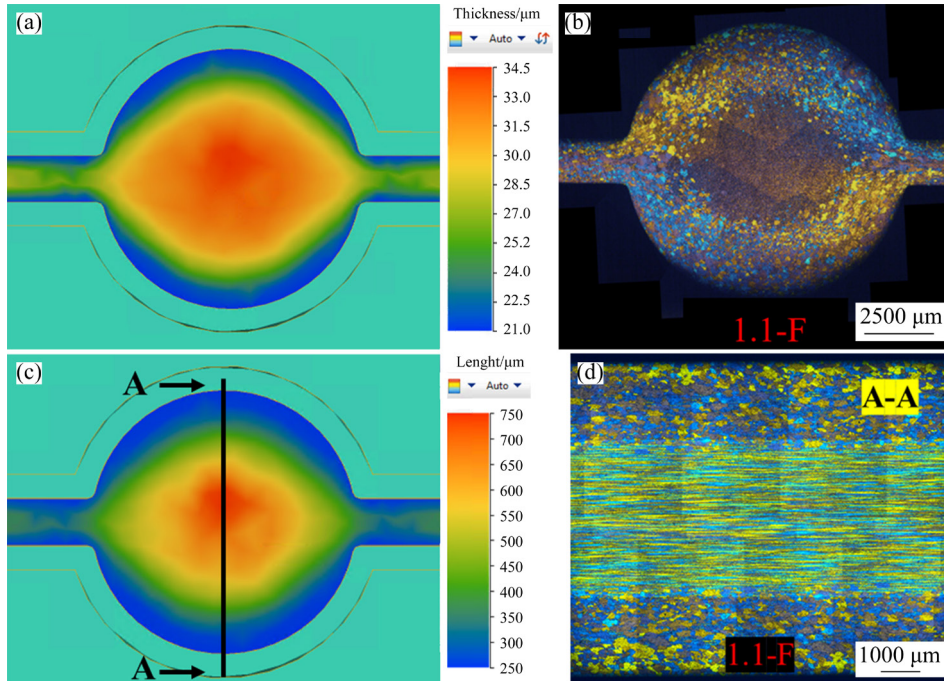 (a)
Thickness/μm
Auto
34.5
33.0
31.5
30.0
28.5
27.0
25.2
24.0
22.5
21.0
(b)
1.1-F
2500 μm
(c)
A
A
Lenght/μm
Auto
750
700
650
600
550
500
450
400
350
300
250
(d)
A-A
1.1-F
1000 μm